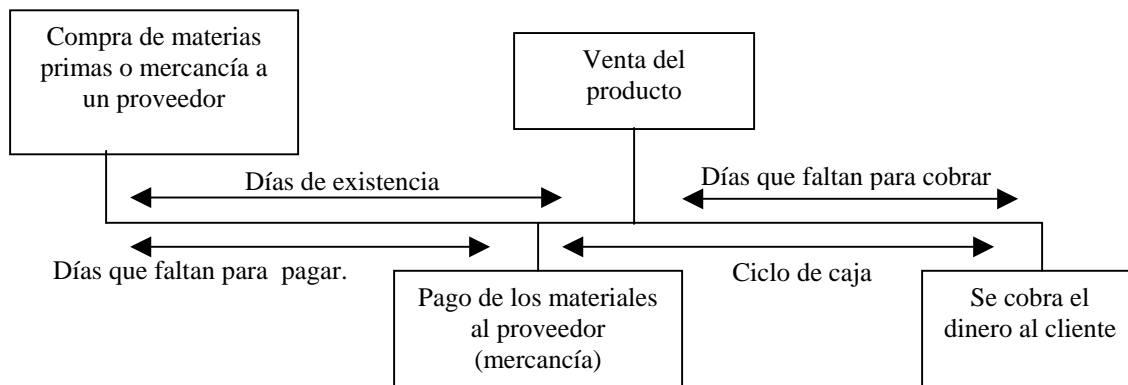 Compra de materias
primas o mercancía a
un proveedor
Venta del
producto
Días de existencia
Días que faltan para cobrar
Días que faltan para  pagar.
Ciclo de caja
Pago de los materiales
al proveedor
(mercancía)
Se cobra el
dinero al cliente